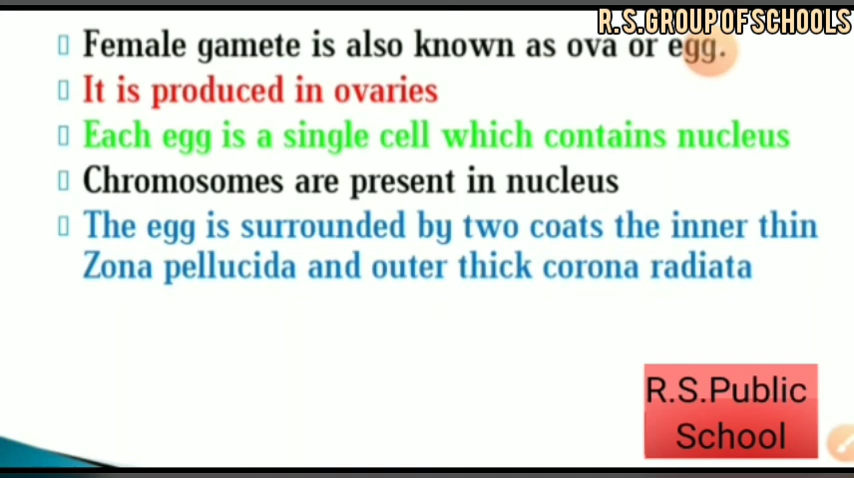 R.S.GROUP OF SCHOOLS
Female gamete is also known as ova or egg.
It is produced in ovaries
Each egg is a single cell which contains nucleus
Chromosomes are present in nucleus
The egg is surrounded by two coats the inner thin
Zona pellucida and outer thick corona radiata
R.S.Public
School